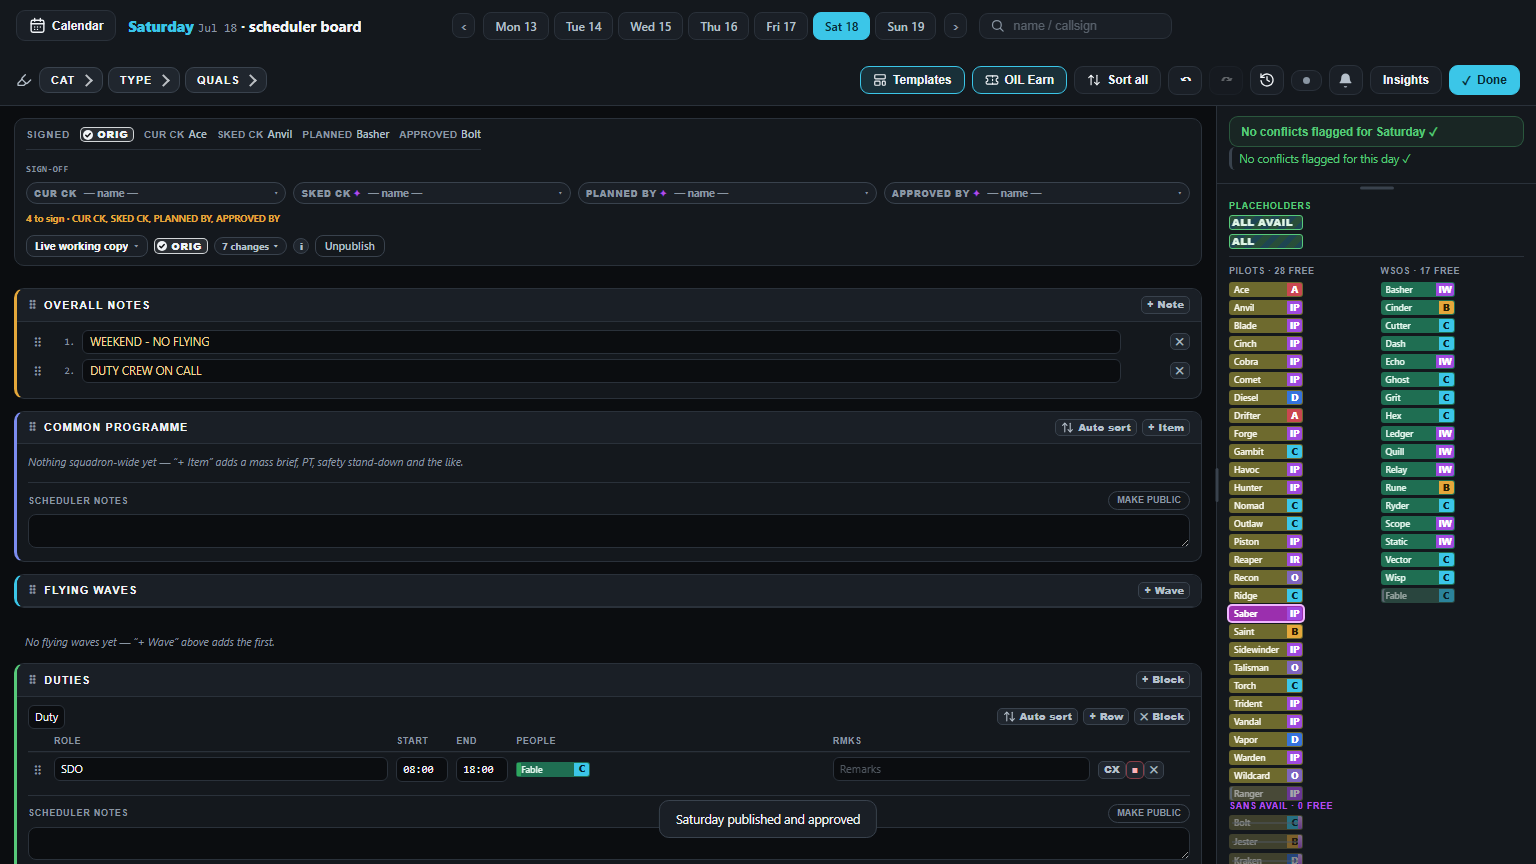 Calendar
Saturday Jul 18 · scheduler board
‹ Mon 13 Tue 14 Wed 15 Thu 16 Fri 17 Sat 18 Sun 19 ›
name / callsign
CAT TYPE QUALS
Templates OIL Earn Sort all Insights ✓ Done
SIGNED ORIG CUR CK Ace SKED CK Anvil PLANNED Basher APPROVED Bolt
SIGN-OFF
CUR CK — name — SKED CK ✦ — name — PLANNED BY ✦ — name — APPROVED BY ✦ — name —
4 to sign · CUR CK, SKED CK, PLANNED BY, APPROVED BY
Live working copy ORIG 7 changes i Unpublish
OVERALL NOTES + Note
1. WEEKEND - NO FLYING ✕
2. DUTY CREW ON CALL ✕
COMMON PROGRAMME Auto sort + Item
Nothing squadron-wide yet — "+ Item" adds a mass brief, PT, safety stand-down and the like.
SCHEDULER NOTES MAKE PUBLIC
FLYING WAVES + Wave
No flying waves yet — "+ Wave" above adds the first.
DUTIES + Block
Duty Auto sort + Row ✕ Block
ROLE START END PEOPLE RMKS
SDO 08:00 18:00 Fable C Remarks CX ✕
SCHEDULER NOTES MAKE PUBLIC
Saturday published and approved
No conflicts flagged for Saturday ✓
No conflicts flagged for this day ✓
PLACEHOLDERS
ALL AVAIL
ALL
PILOTS · 28 FREE
Ace A
Anvil IP
Blade IP
Cinch IP
Cobra IP
Comet IP
Diesel D
Drifter A
Forge IP
Gambit C
Havoc IP
Hunter IP
Nomad C
Outlaw C
Piston IP
Reaper IR
Recon O
Ridge C
Saber IP
Saint B
Sidewinder IP
Talisman O
Torch C
Trident IP
Vandal IP
Vapor D
Warden IP
Wildcard O
Ranger IP
SANS AVAIL · 0 FREE
Bolt C
Jester B
Kraken D
WSOS · 17 FREE
Basher IW
Cinder B
Cutter C
Dash C
Echo IW
Ghost C
Grit C
Hex C
Ledger IW
Quill IW
Relay IW
Rune B
Ryder C
Scope IW
Static IW
Vector C
Wisp C
Fable C